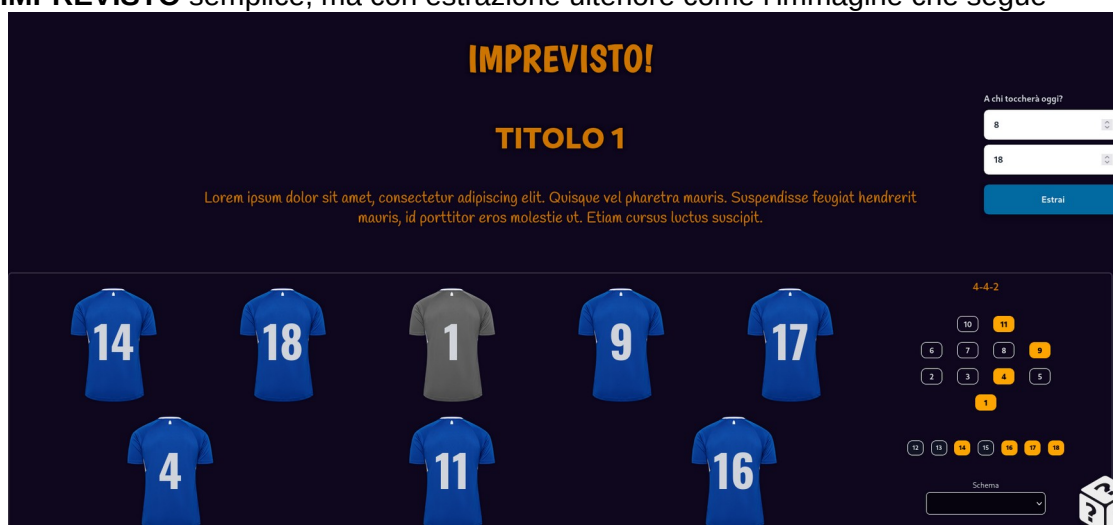 IMPREVISTO semplice, ma con estrazione ulteriore come l'immagine che segue
IMPREVISTO!
TITOLO 1
Lorem ipsum dolor sit amet, consectetur adipiscing elit. Quisque vel pharetra mauris. Suspendisse feugiat hendrerit
mauris, id porttitor eros molestie ut. Etiam cursus luctus suscipit.
A chi toccherà oggi?
8
18
Estrai
14 18 1 9 17
4 11 16
4-4-2
10 11
6 7 8 9
2 3 4 5
1
12 13 14 15 16 17 18
Schema
? ? ?